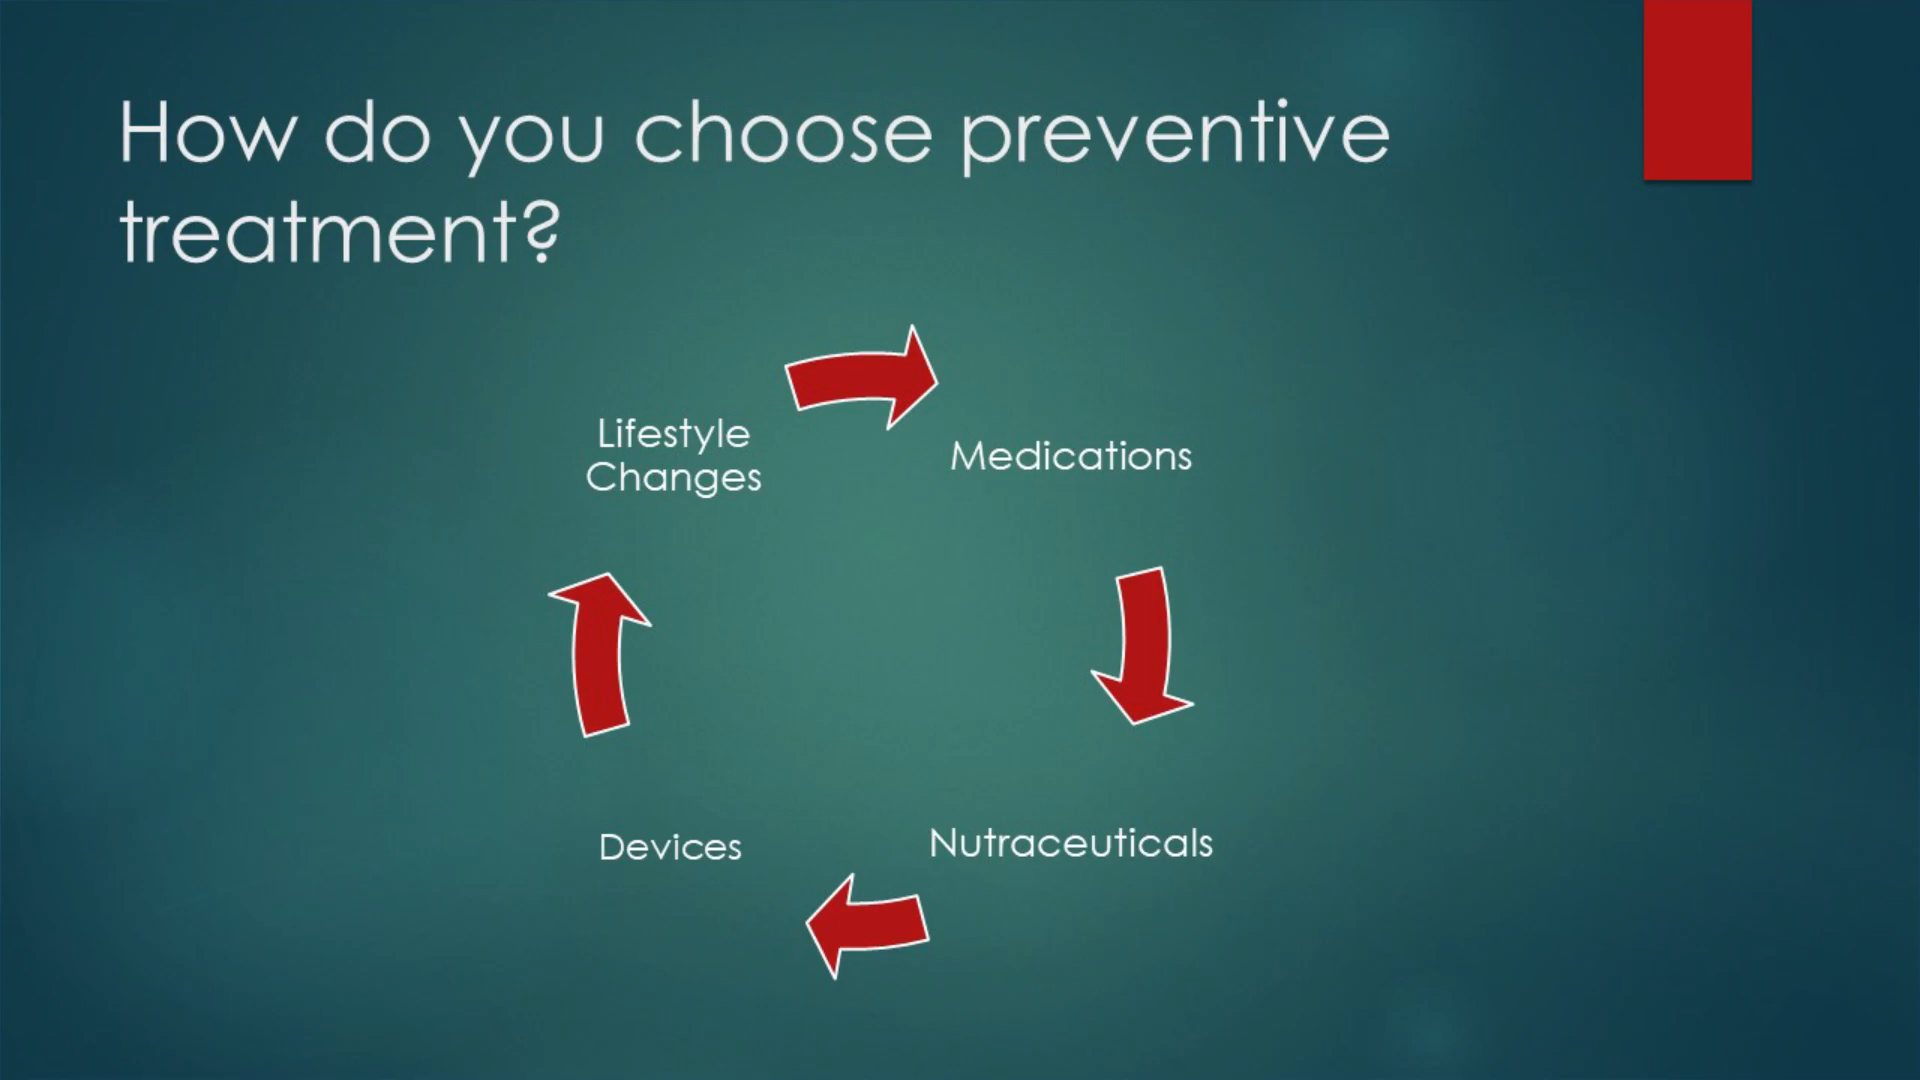 How do you choose preventive
treatment?
Lifestyle
Changes
Medications
Devices
Nutraceuticals